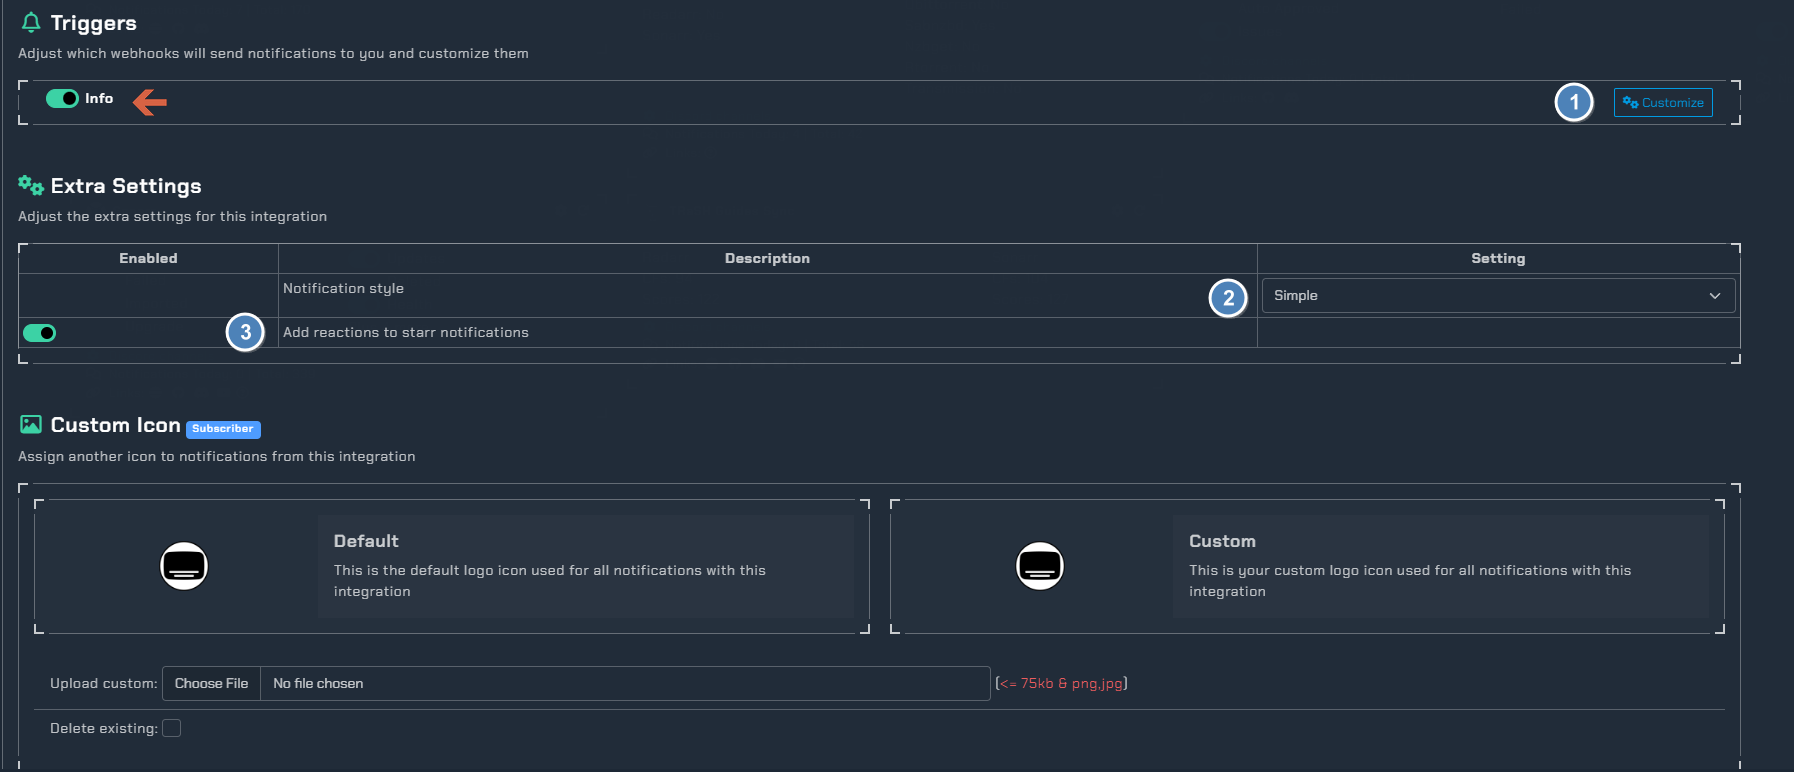 Triggers
Adjust which webhooks will send notifications to you and customize them
Info
1
Customize
Extra Settings
Adjust the extra settings for this integration
Enabled Description Setting
Notification style
2
Simple
3
Add reactions to starr notifications
Custom Icon Subscriber
Assign another icon to notifications from this integration
Default
This is the default logo icon used for all notifications with this
integration
Custom
This is your custom logo icon used for all notifications with this
integration
Upload custom: Choose File No file chosen (<= 75kb & png,jpg)
Delete existing: